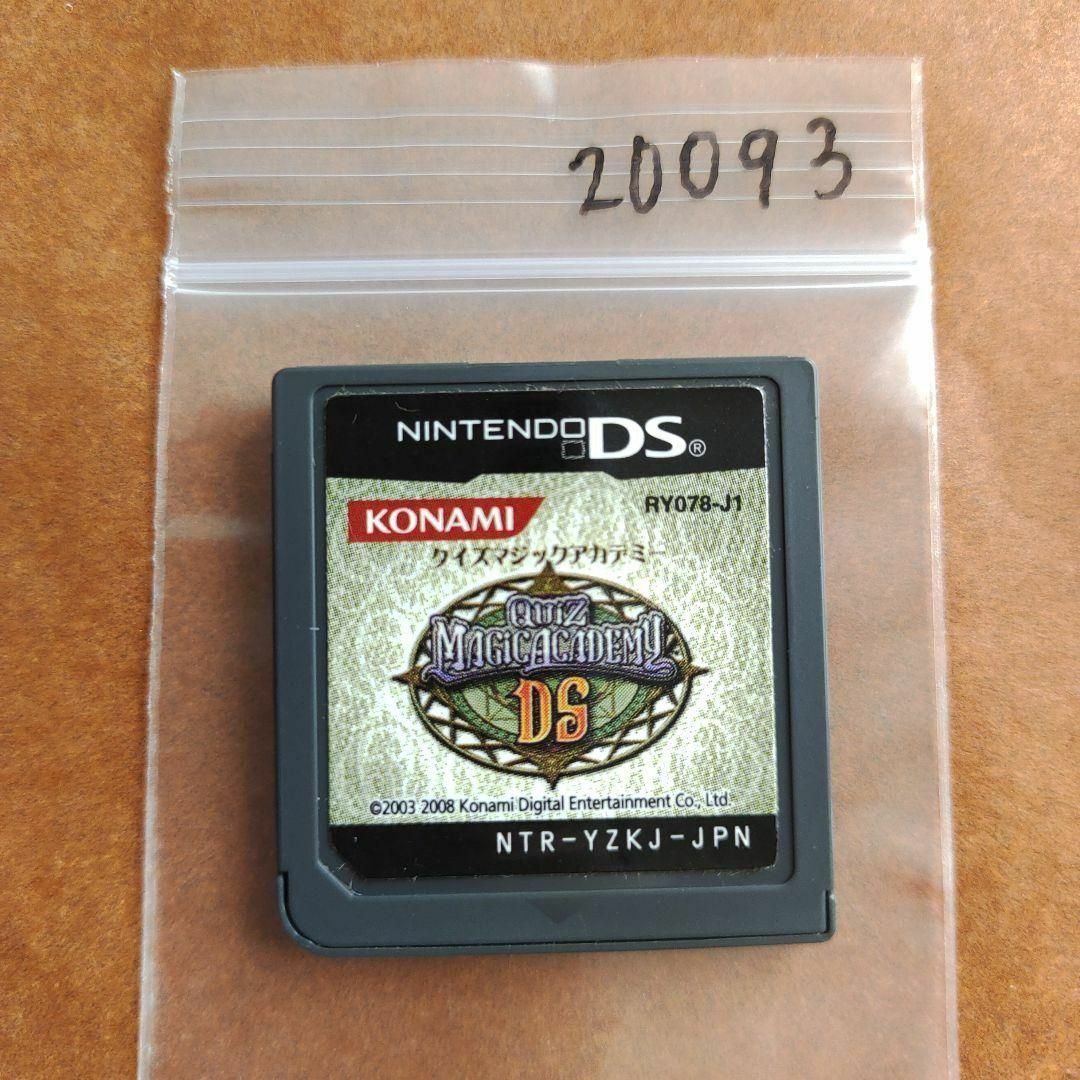 20093
NINTENDO DS®
KONAMI
RY078-J1
クイズマジックアカデミー
QUIZ
MAGICACADEMY
DS
©2003 2008 Konami Digital Entertainment Co., Ltd.
NTR-YZKJ-JPN